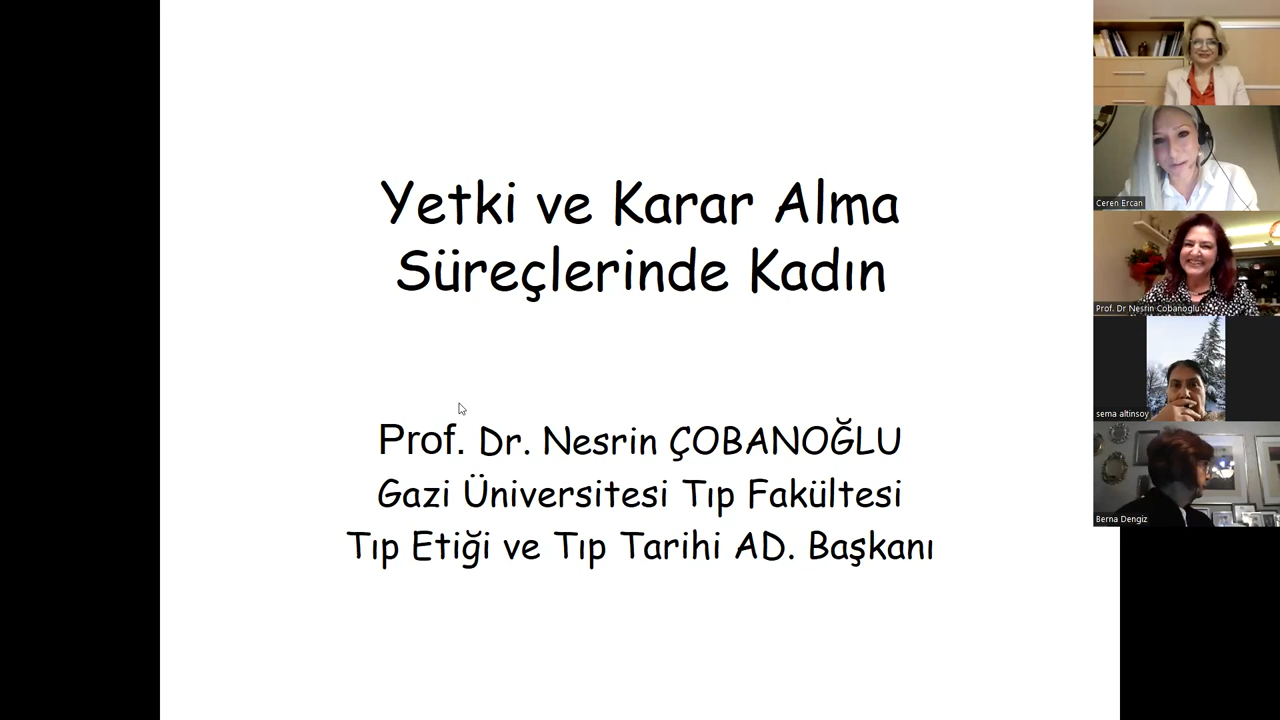 Yetki ve Karar Alma
Süreçlerinde Kadın
Prof. Dr. Nesrin ÇOBANOĞLU
Gazi Üniversitesi Tıp Fakültesi
Tıp Etiği ve Tıp Tarihi AD. Başkanı
Ceren Ercan
Prof. Dr Nesrin Cobanoglu
sema altinsoy
Berna Dengiz